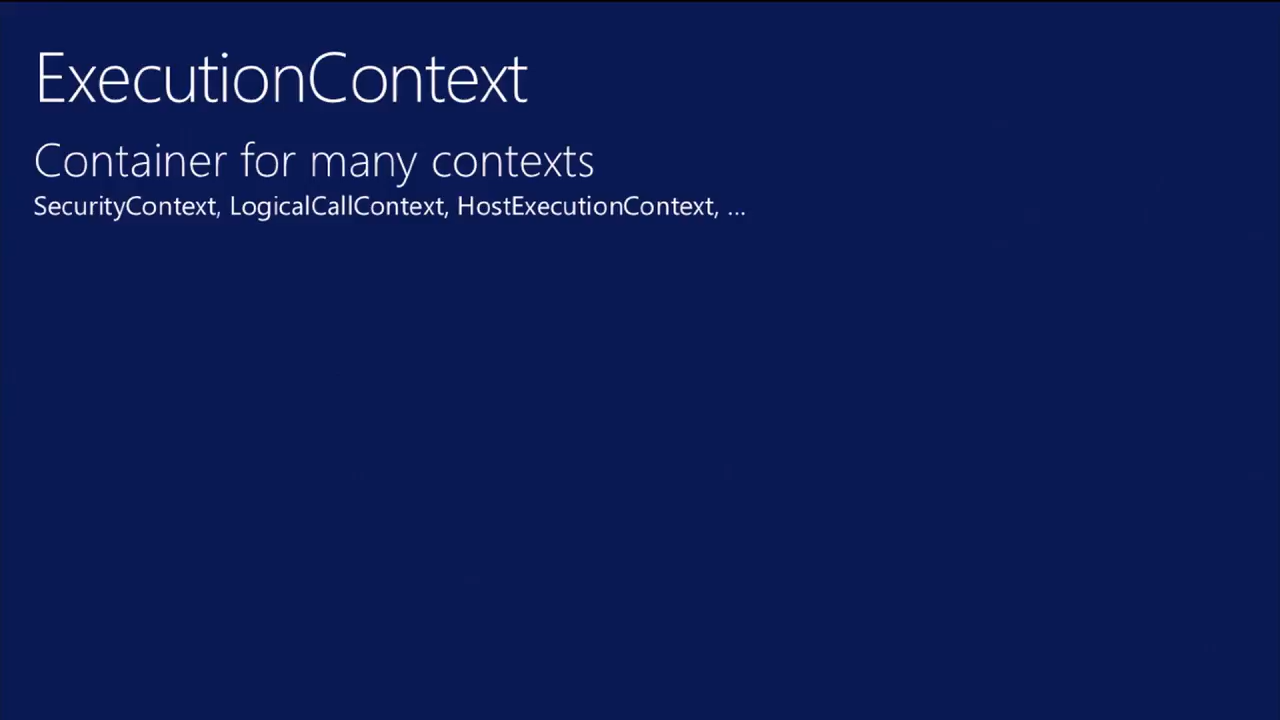 ExecutionContext
Container for many contexts
SecurityContext, LogicalCallContext, HostExecutionContext, ...